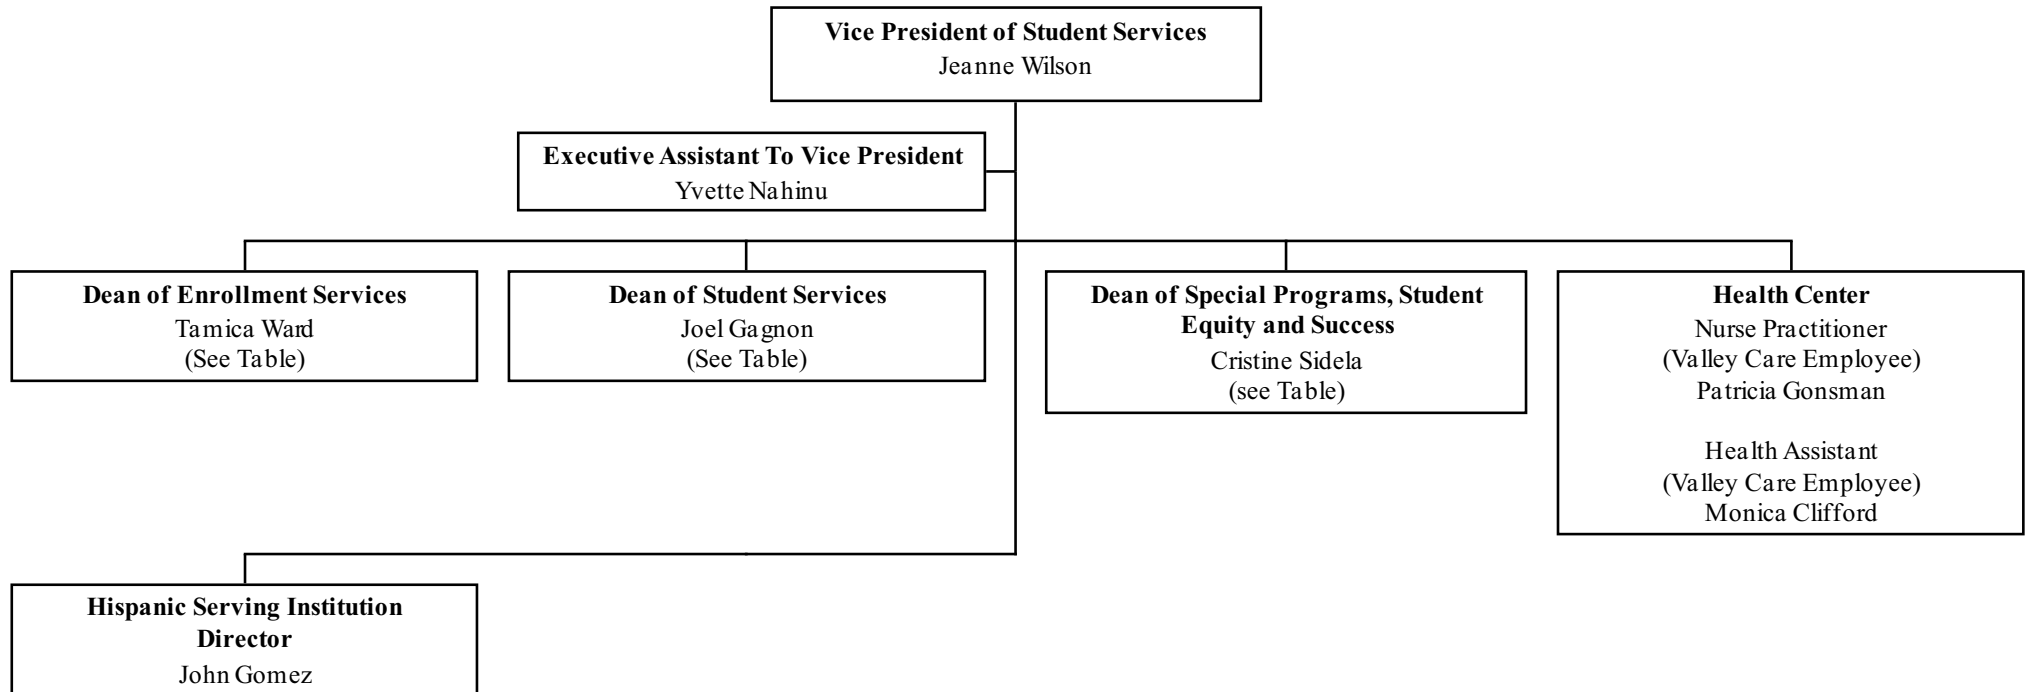 Vice President of Student Services
Jeanne Wilson
Executive Assistant To Vice President
Yvette Nahinu
Dean of Enrollment Services
Tamica Ward
(See Table)
Dean of Student Services
Joel Gagnon
(See Table)
Dean of Special Programs, Student
Equity and Success
Cristine Sidela
(see Table)
Health Center
Nurse Practitioner
(Valley Care Employee)
Patricia Gonsman
Health Assistant
(Valley Care Employee)
Monica Clifford
Hispanic Serving Institution
Director
John Gomez